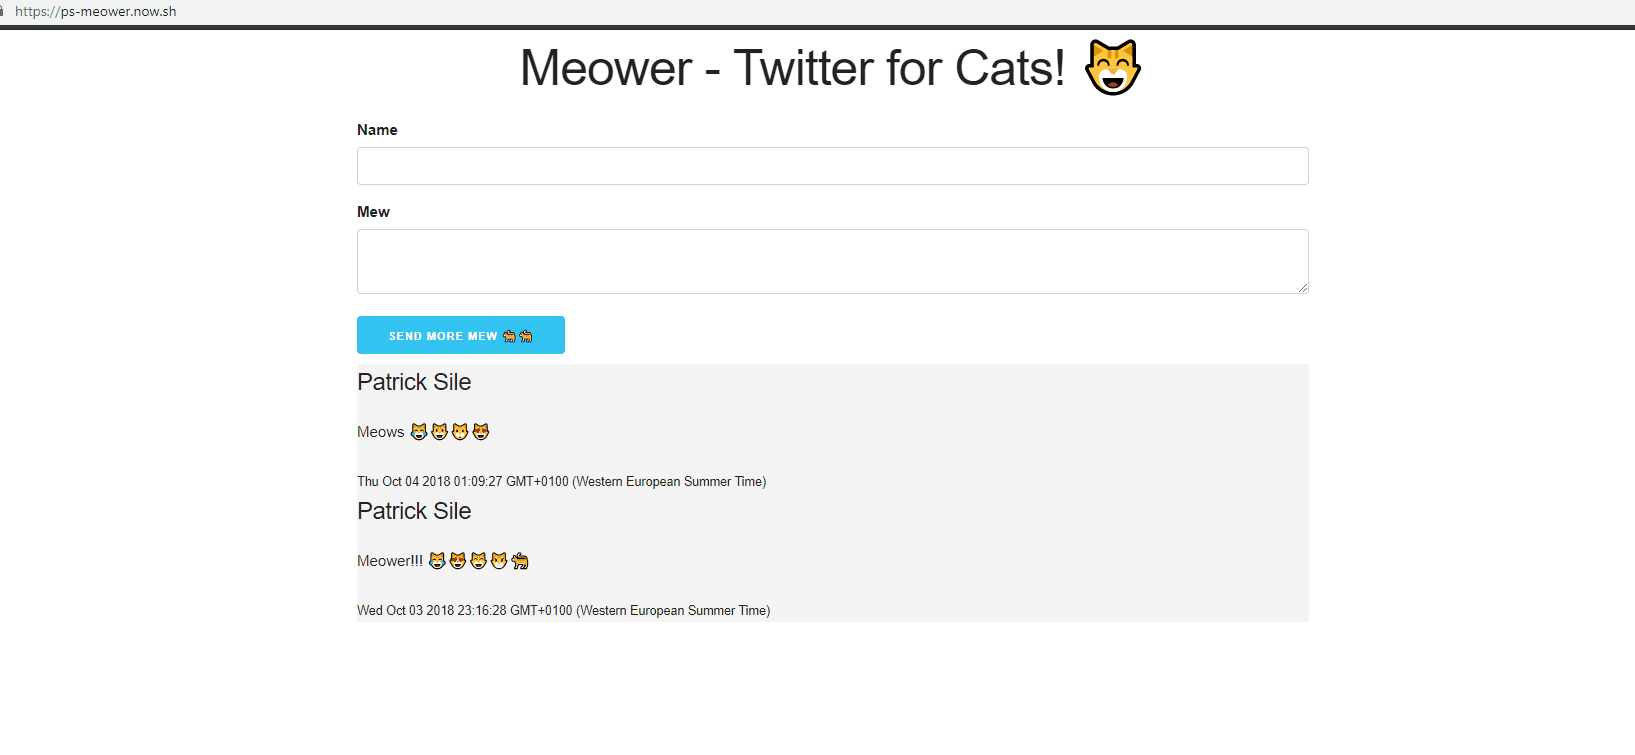 https://ps-meower.now.sh
Meower - Twitter for Cats! 😸
Name
Mew
SEND MORE MEW 🐈🐈
Patrick Sile
Meows 😹😺😼😻
Thu Oct 04 2018 01:09:27 GMT+0100 (Western European Summer Time)
Patrick Sile
Meower!!! 😹😻😸😼🐈
Wed Oct 03 2018 23:16:28 GMT+0100 (Western European Summer Time)